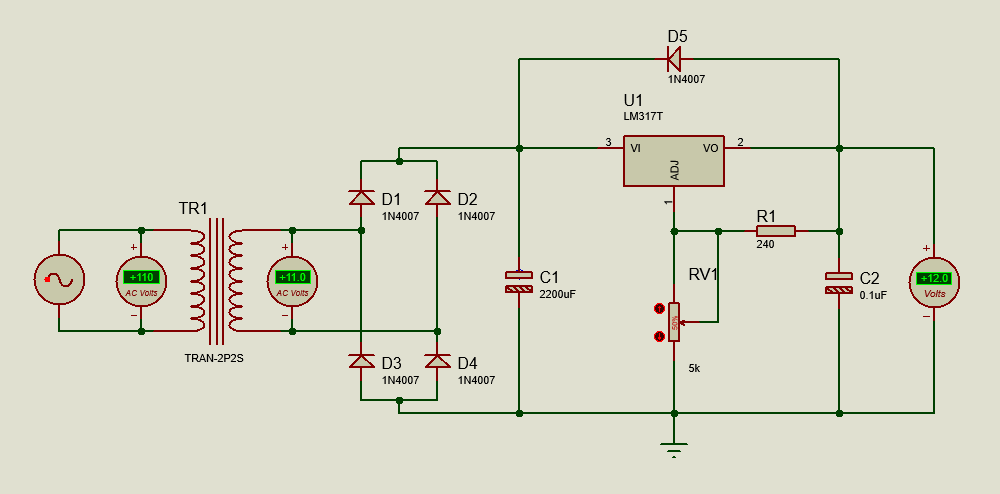 D5
1N4007
U1
LM317T
3
VI
VO
2
ADJ
1
D1
1N4007
D2
1N4007
TR1
TRAN-2P2S
+
+110
AC Volts
−
+
+11.0
AC Volts
−
R1
240
RV1
50%
5k
C1
2200uF
C2
0.1uF
+
+12.0
Volts
−
D3
1N4007
D4
1N4007